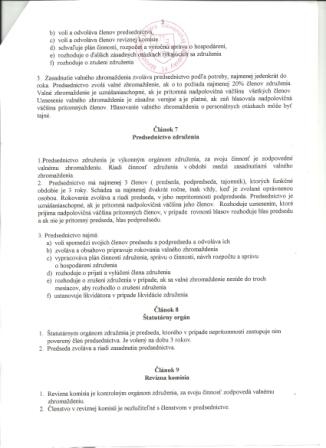 3
b) volí a odvoláva členov predsedníctva,
c) volí a odvoláva členov revíznej komisie
d) schvaľuje plán činnosti, rozpočet a výročnú správu o hospodárení,
e) rozhoduje o ďalších zásadných otázkach týkajúcich sa združenia
f) rozhoduje o zrušení združenia
3. Zasadnutie valného zhromaždenia zvoláva predsedníctvo podľa potreby, najmenej jedenkrát do
roka. Predsedníctvo zvolá valné zhromaždenie, ak o to požiada najmenej 20% členov združenia.
Valné zhromaždenie je uznášaniaschopné, ak je prítomná nadpolovičná väčšina všetkých členov.
Uznesenie valného zhromaždenia je zásadne verejné a je platné, ak zaň hlasovala nadpolovičná
väčšina prítomných členov. Hlasovanie valného zhromaždenia o personálnych otázkach môže byť
tajné.
Článok 7
Predsedníctvo združenia
1.Predsedníctvo združenia je výkonným orgánom združenia, za svoju činnosť je zodpovedné
valnému zhromaždeniu. Riadi činnosť združenia v období medzi zasadnutiami valného
zhromaždenia.
2. Predsedníctvo má najmenej 3 členov ( predseda, podpredseda, tajomník), ktorých funkčné
obdobie je 3 roky. Schádza sa najmenej dvakrát ročne, inak vždy, keď je zvolané oprávnenou
osobou. Rokovanie zvoláva a riadi predseda, v jeho neprítomnosti podpredseda. Predsedníctvo je
uznášaniaschopné, ak je prítomná nadpolovičná väčšina jeho členov. Rozhoduje uznesením, ktoré
prijíma nadpolovičná väčšina prítomných členov, v prípade rovnosti hlasov rozhoduje hlas predsedu
a ak nie je prítomný predseda, hlas podpredsedu.
3. Predsedníctvo najmä:
a) volí spomedzi svojich členov predsedu a podpredsedu a odvoláva ich
b) zvoláva a obsahovo pripravuje rokovania valného zhromaždenia
c) vypracováva plán činnosti združenia, správu o činnosti, návrh rozpočtu a správu
o hospodárení združenia
d) rozhoduje o prijatí a vylúčení člena združenia
e) rozhoduje o zrušení združenia v prípade, ak sa valné zhromaždenie nezíde do troch
mesiacov, aby rozhodlo o zrušení združenia
f) ustanovuje likvidátora v prípade likvidácie združenia
Článok 8
Štatutárny orgán
1. Štatutárnym orgánom združenia je predseda, ktorého v prípade neprítomnosti zastupuje ním
poverený člen predsedníctva. Je volený na dobu 3 rokov.
2. Predseda zvoláva a riadi zasadnutie predsedníctva.
Článok 9
Revízna komisia
1. Revízna komisia je kontrolným orgánom združenia, za svoju činnosť zodpovedá valnému
zhromaždeniu.
2. Členstvo v revíznej komisii je nezlučiteľné s členstvom v predsedníctve.